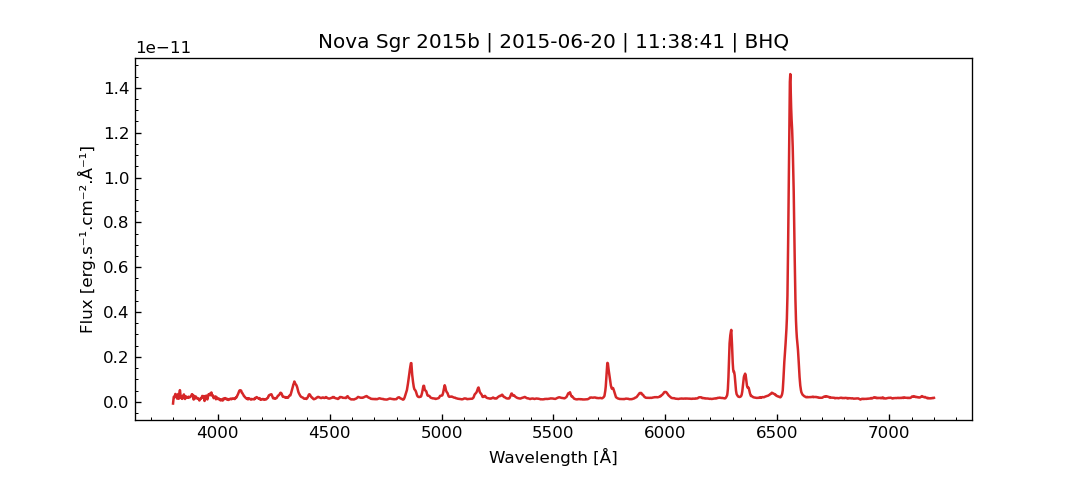 Nova Sgr 2015b | 2015-06-20 | 11:38:41 | BHQ
1e−11
1.4
1.2
1.0
0.8
0.6
0.4
0.2
0.0
Flux [erg.s⁻¹.cm⁻².Å⁻¹]
4000 4500 5000 5500 6000 6500 7000
Wavelength [Å]